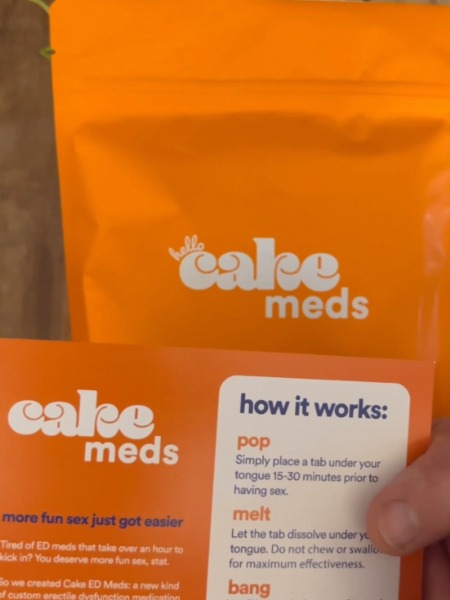 hello
cake
meds
cake
meds
more fun sex just got easier
Tired of ED meds that take over an hour to
kick in? You deserve more fun sex, stat.
So we created Cake ED Meds: a new kind
of custom erectile dysfunction medication
how it works:
pop
Simply place a tab under your
tongue 15-30 minutes prior to
having sex.
melt
Let the tab dissolve under
tongue. Do not chew or
for maximum effectiveness.
bang